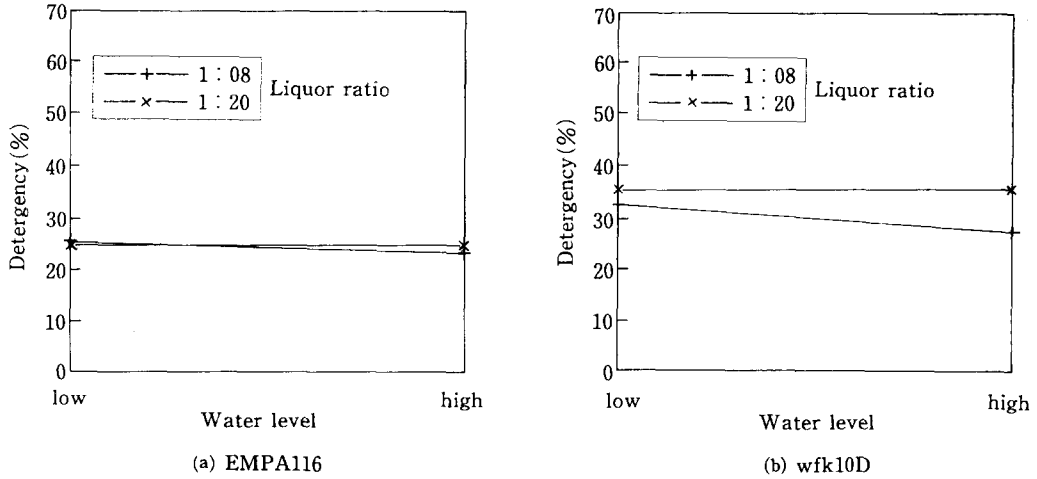 70
60
50
40
30
20
10
0
Detergency(%)
1 : 08
1 : 20
Liquor ratio
low
high
Water level
(a) EMPA116
70
60
50
40
30
20
10
0
Detergency(%)
1 : 08
1 : 20
Liquor ratio
low
high
Water level
(b) wfk10D